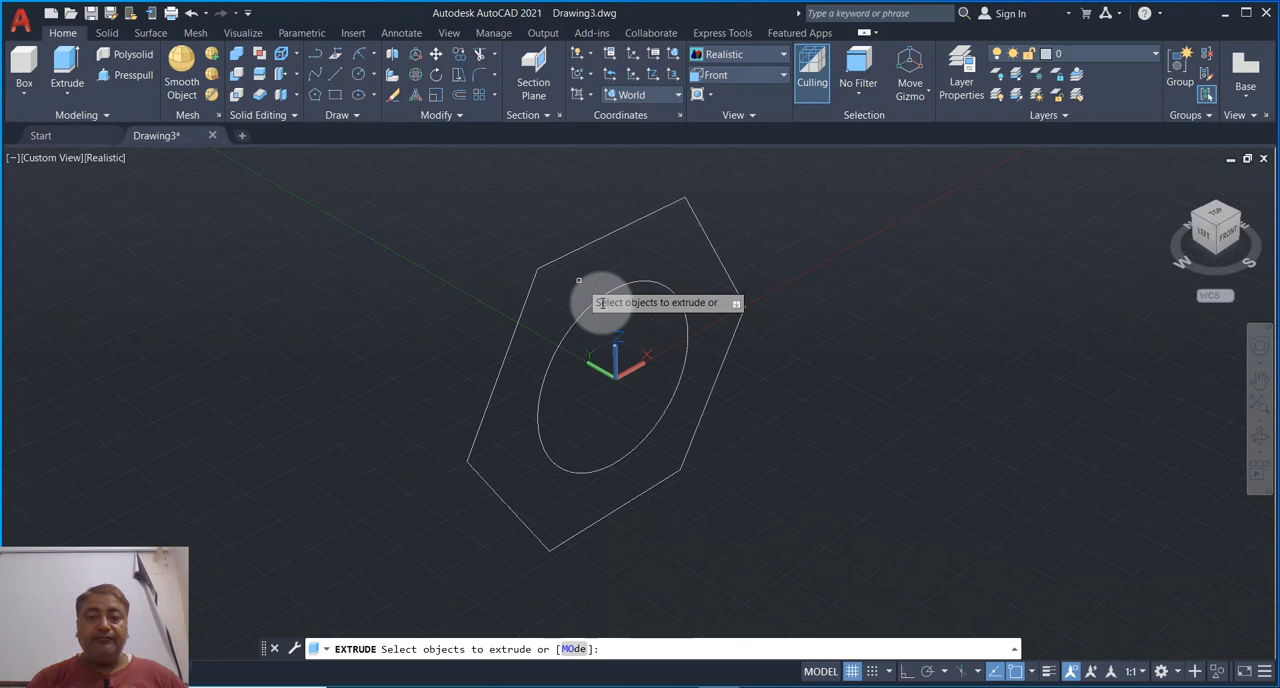 Autodesk AutoCAD 2021 Drawing3.dwg
Type a keyword or phrase
Sign In
Home Solid Surface Mesh Visualize Parametric Insert Annotate View Manage Output Add-ins Collaborate Express Tools Featured Apps
Box
Extrude
Polysolid
Presspull
Smooth
Object
Section
Plane
World
Realistic
Front
Culling
No Filter
Move
Gizmo
Layer
Properties
0
Group
Base
Modeling
Mesh
Solid Editing
Draw
Modify
Section
Coordinates
View
Selection
Layers
Groups
View
Start
Drawing3*
[−][Custom View][Realistic]
TOP
LEFT
FRONT
W
S
WCS
Select objects to extrude or
Z
Y
X
EXTRUDE Select objects to extrude or [MOde]:
MODEL
1:1